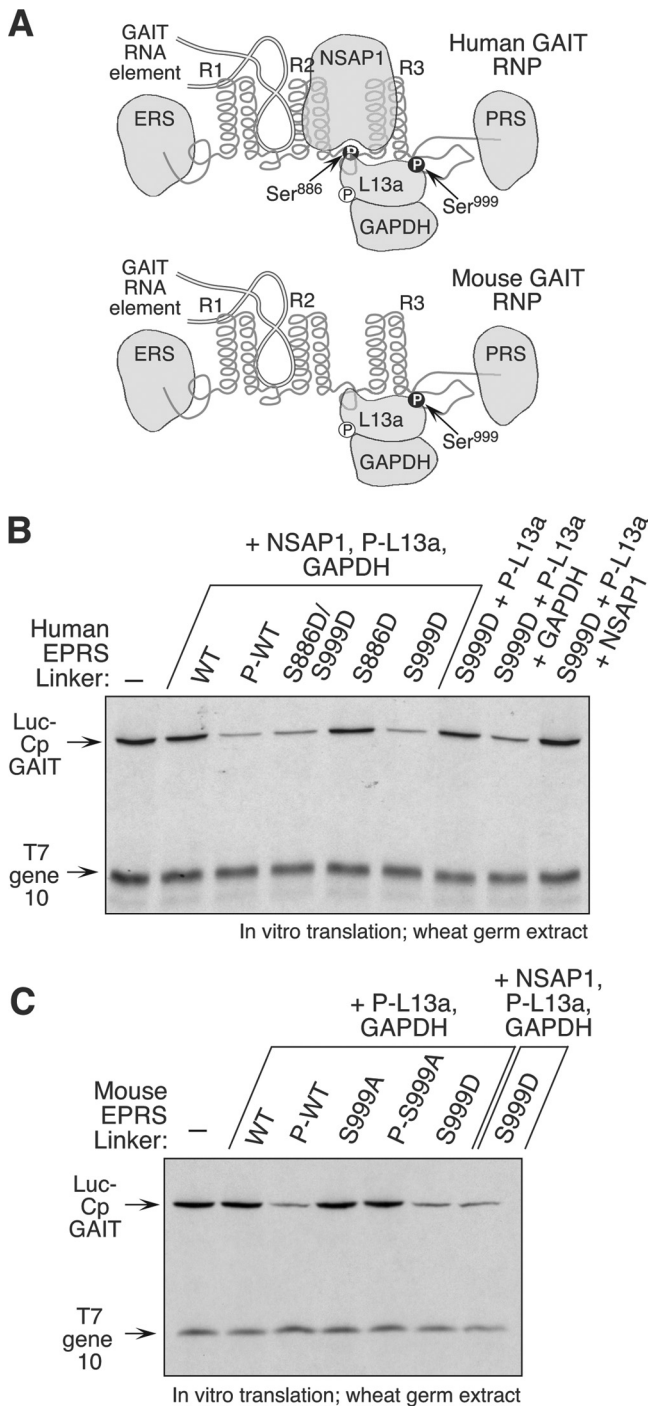 A
GAIT
RNA
element
R1
R2
NSAP1
R3
Human GAIT
RNP
ERS
PRS
P
P
Ser886
L13a
P
Ser999
GAPDH
GAIT
RNA
element
R1
R2
R3
Mouse GAIT
RNP
ERS
PRS
P
L13a
P
Ser999
GAPDH
B
+ NSAP1, P-L13a,
GAPDH
Human
EPRS
Linker:
–
WT
P-WT
S886D/
S999D
S886D
S999D
S999D + P-L13a
S999D + P-L13a
+ GAPDH
S999D + P-L13a
+ NSAP1
Luc-
Cp
GAIT
T7
gene
10
In vitro translation; wheat germ extract
C
+ P-L13a,
GAPDH
+ NSAP1,
P-L13a,
GAPDH
Mouse
EPRS
Linker:
–
WT
P-WT
S999A
P-S999A
S999D
S999D
Luc-
Cp
GAIT
T7
gene
10
In vitro translation; wheat germ extract